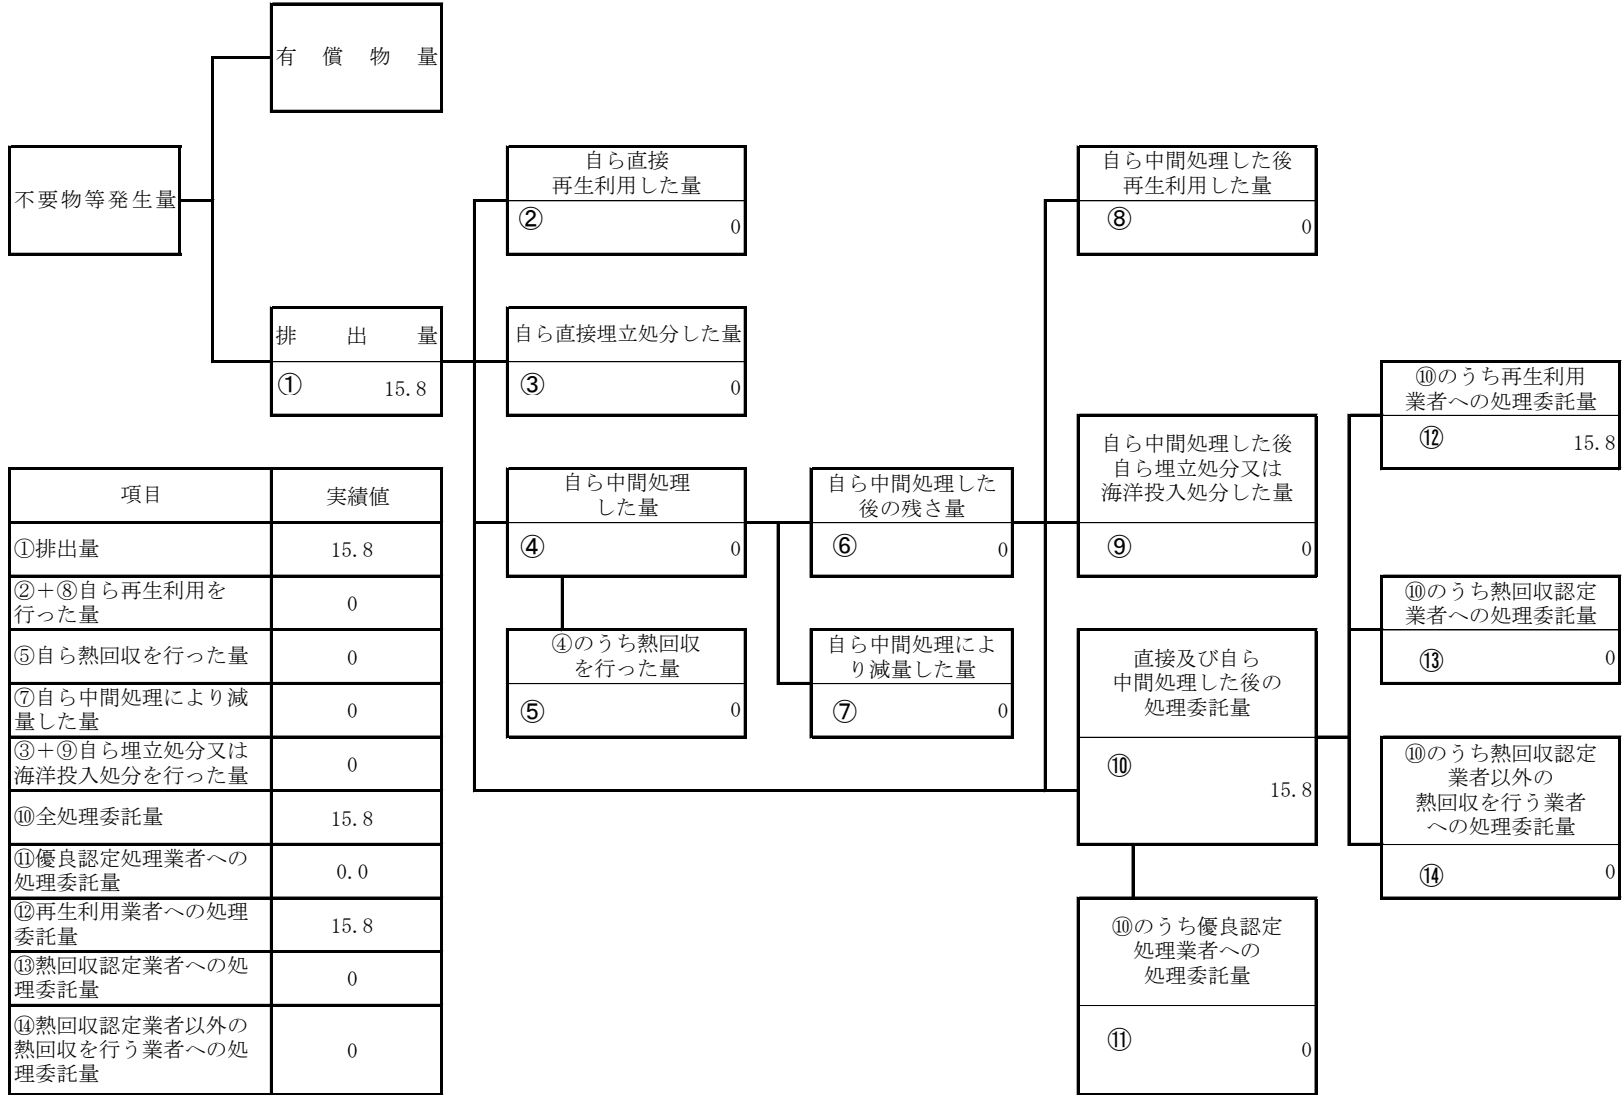 有償物量
不要物等発生量
排出量
① 15.8
自ら直接
再生利用した量
② 0
自ら直接埋立処分した量
③ 0
自ら中間処理
した量
④ 0
④のうち熱回収
を行った量
⑤ 0
自ら中間処理した
後の残さ量
⑥ 0
自ら中間処理によ
り減量した量
⑦ 0
自ら中間処理した後
再生利用した量
⑧ 0
自ら中間処理した後
自ら埋立処分又は
海洋投入処分した量
⑨ 0
直接及び自ら
中間処理した後の
処理委託量
⑩
15.8
⑩のうち優良認定
処理業者への
処理委託量
⑪ 0
⑩のうち再生利用
業者への処理委託量
⑫ 15.8
⑩のうち熱回収認定
業者への処理委託量
⑬ 0
⑩のうち熱回収認定
業者以外の
熱回収を行う業者
への処理委託量
⑭ 0
項目 実績値
①排出量 15.8
②+⑧自ら再生利用を
行った量 0
⑤自ら熱回収を行った量 0
⑦自ら中間処理により減
量した量 0
③+⑨自ら埋立処分又は
海洋投入処分を行った量 0
⑩全処理委託量 15.8
⑪優良認定処理業者への
処理委託量 0.0
⑫再生利用業者への処理
委託量 15.8
⑬熱回収認定業者への処
理委託量 0
⑭熱回収認定業者以外の
熱回収を行う業者への処
理委託量 0